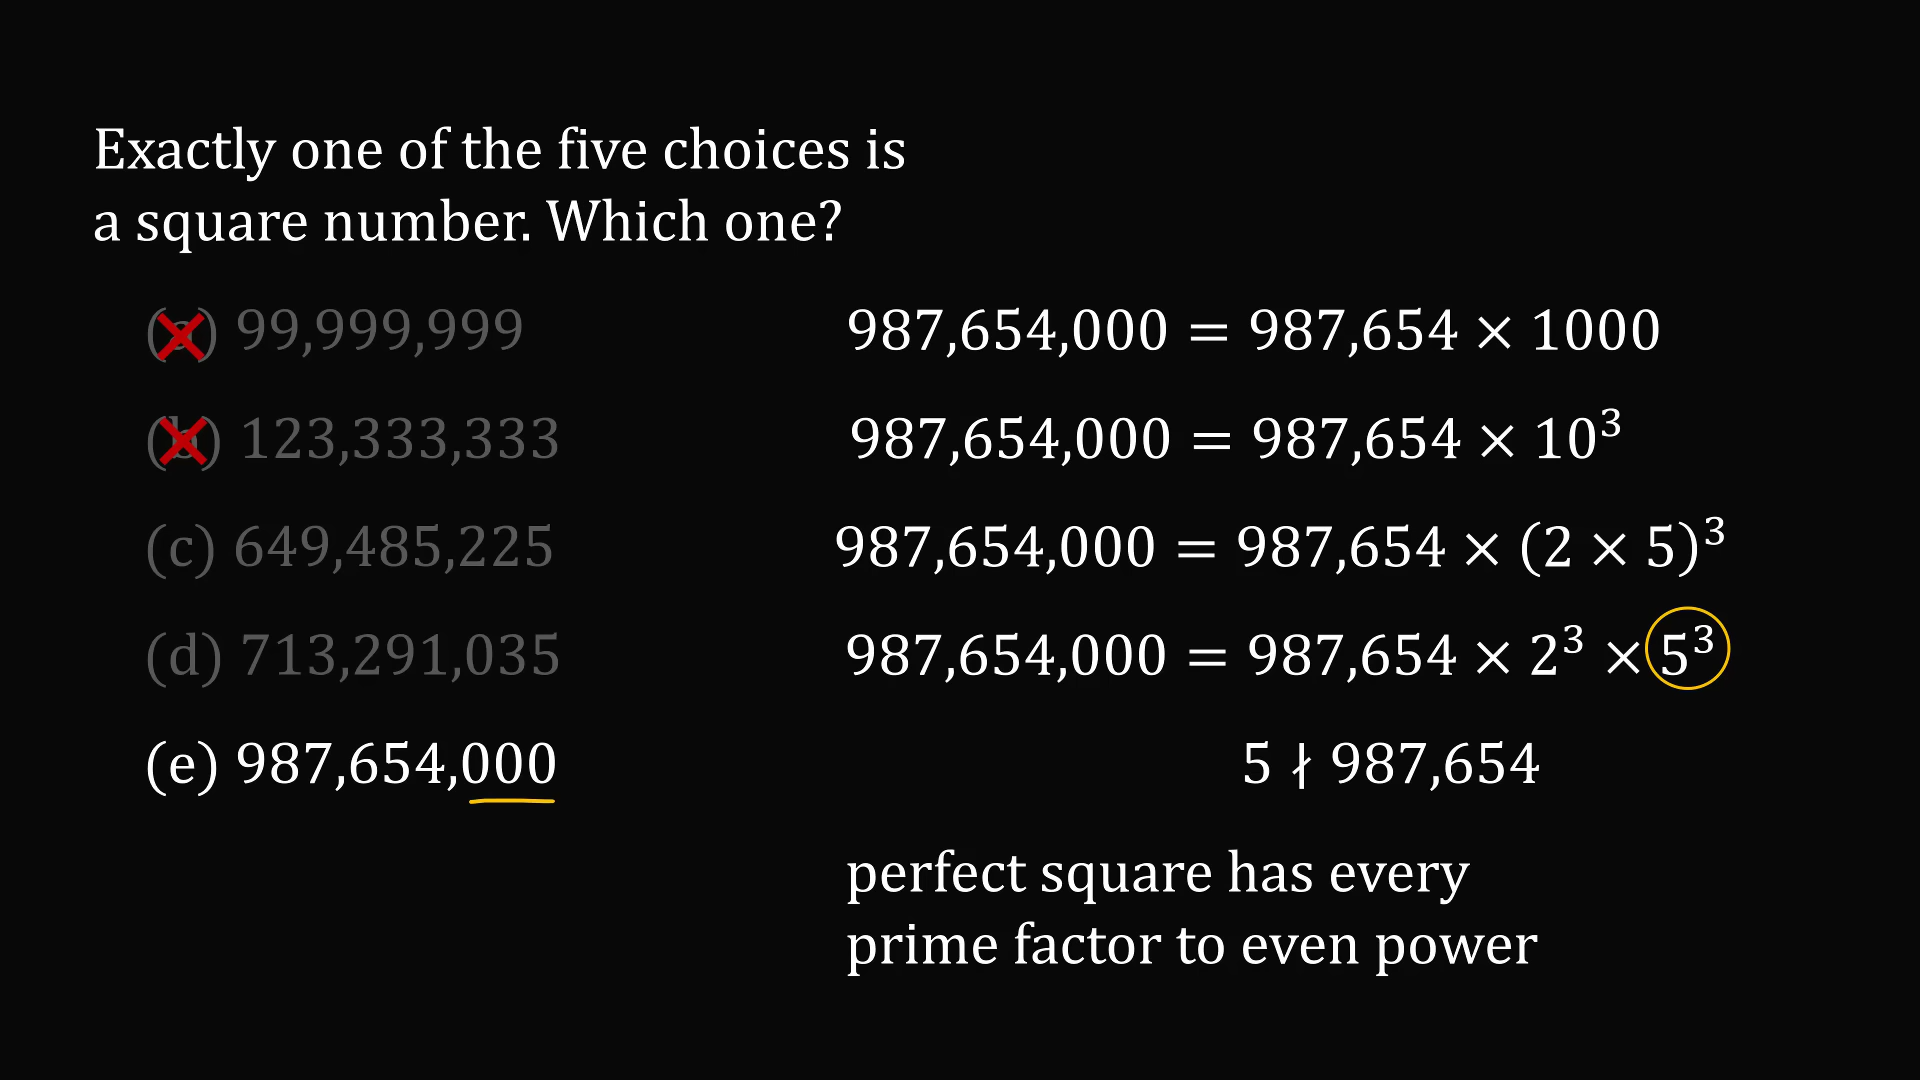 Exactly one of the five choices is
a square number. Which one?
(a) 99,999,999
(b) 123,333,333
(c) 649,485,225
(d) 713,291,035
(e) 987,654,000
987,654,000 = 987,654 × 1000
987,654,000 = 987,654 × 10³
987,654,000 = 987,654 × (2 × 5)³
987,654,000 = 987,654 × 2³ × 5³
5 ∤ 987,654
perfect square has every
prime factor to even power